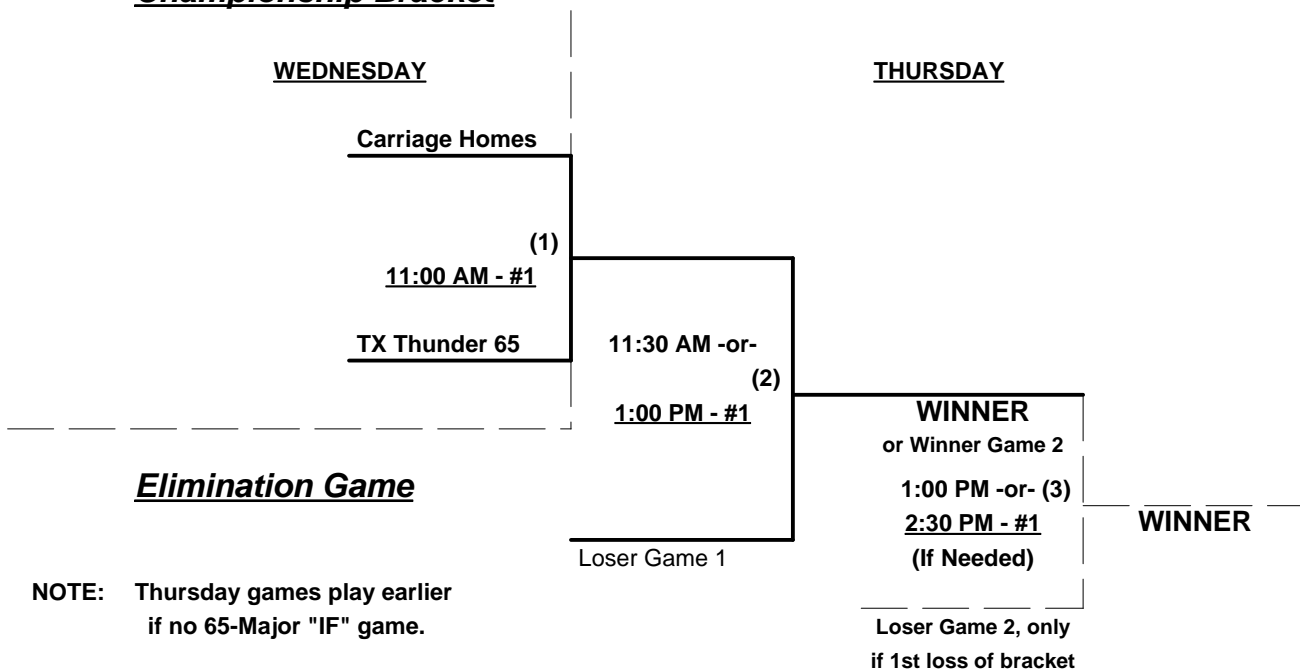 Championship Bracket
WEDNESDAY
THURSDAY
Carriage Homes
(1)
11:00 AM - #1
TX Thunder 65
11:30 AM -or-
(2)
1:00 PM - #1
WINNER
or Winner Game 2
Elimination Game
1:00 PM -or- (3)
2:30 PM - #1
WINNER
(If Needed)
Loser Game 1
NOTE: Thursday games play earlier
if no 65-Major "IF" game.
Loser Game 2, only
if 1st loss of bracket